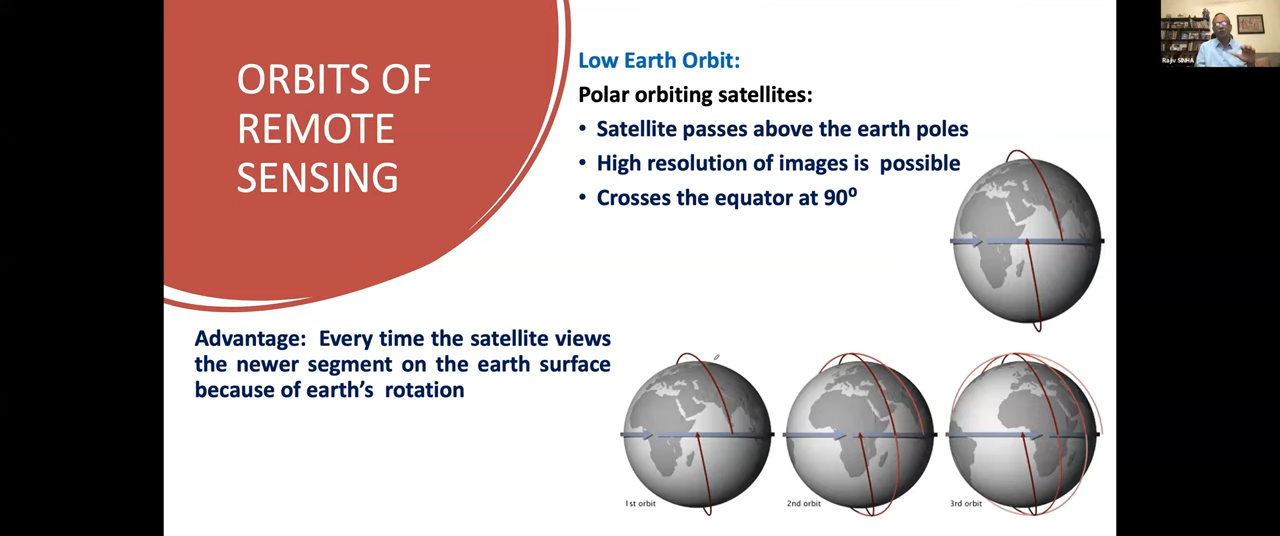 ORBITS OF
REMOTE
SENSING
Low Earth Orbit:
Polar orbiting satellites:
• Satellite passes above the earth poles
• High resolution of images is possible
• Crosses the equator at 90⁰
Advantage: Every time the satellite views
the newer segment on the earth surface
because of earth’s rotation
1st orbit
2nd orbit
3rd orbit
Rajiv SINHA